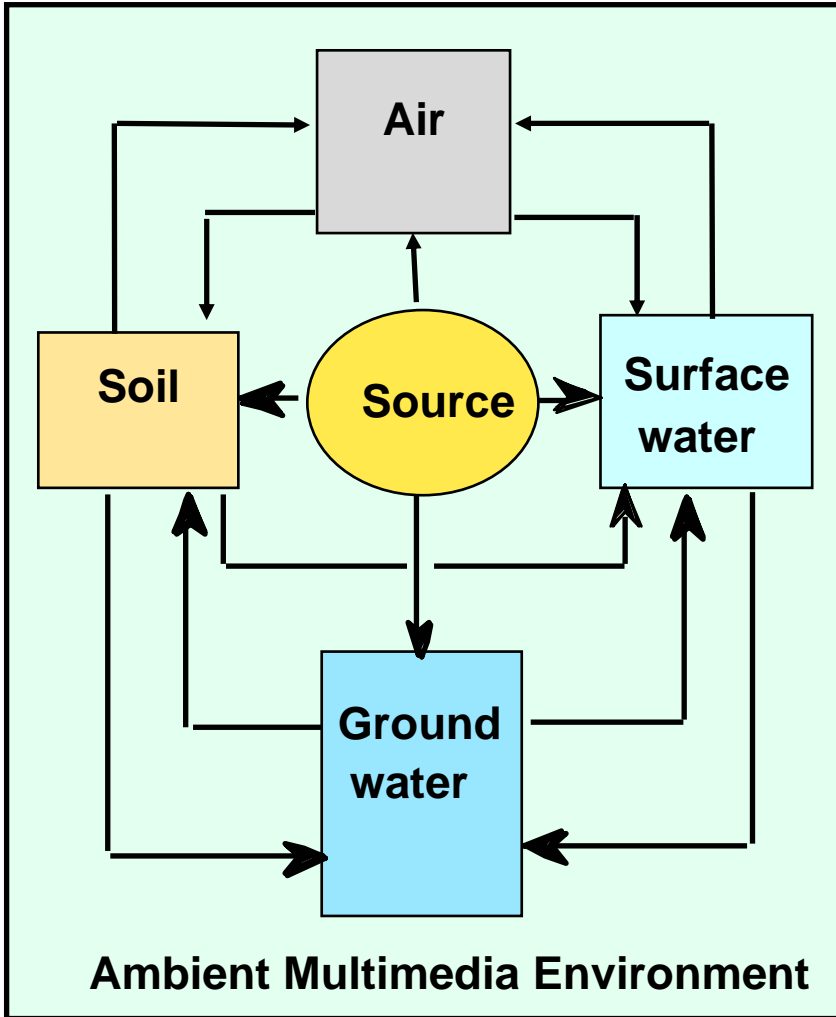 Air
Soil
Source
Surface
water
Ground
water
Ambient Multimedia Environment